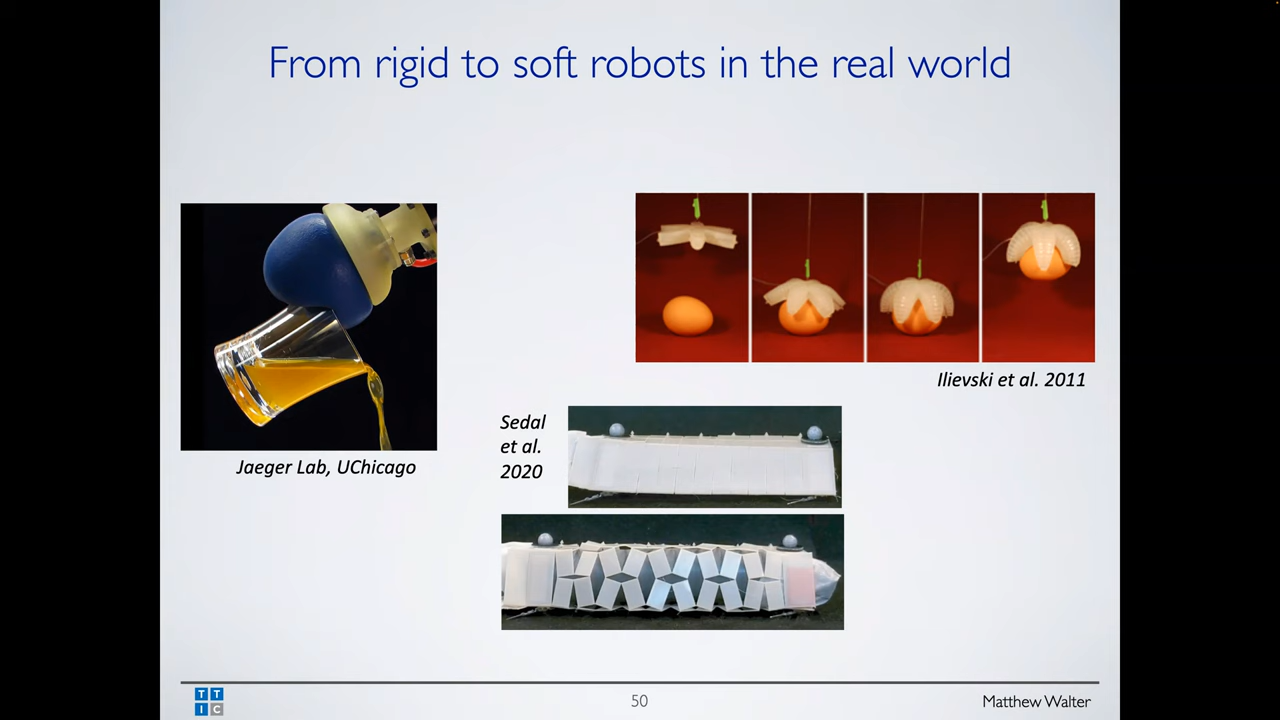 From rigid to soft robots in the real world
Jaeger Lab, UChicago
Ilievski et al. 2011
Sedal
et al.
2020
T T
I C
50
Matthew Walter